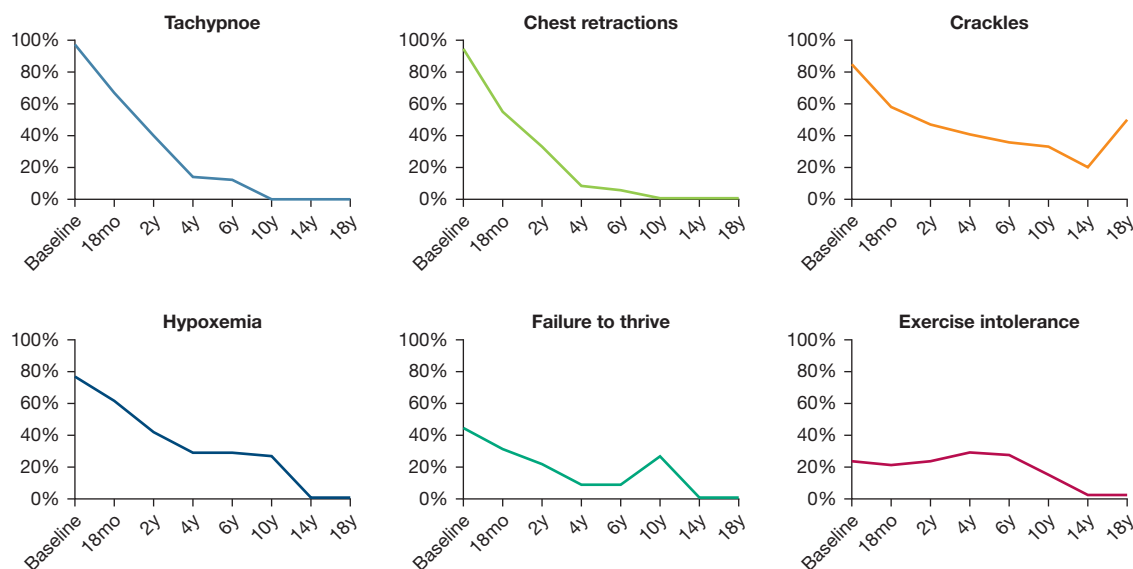 Tachypnoe
100%
80%
60%
40%
20%
0%
Baseline
18mo
2y
4y
6y
10y
14y
18y
Chest retractions
100%
80%
60%
40%
20%
0%
Baseline
18mo
2y
4y
6y
10y
14y
18y
Crackles
100%
80%
60%
40%
20%
0%
Baseline
18mo
2y
4y
6y
10y
14y
18y
Hypoxemia
100%
80%
60%
40%
20%
0%
Baseline
18mo
2y
4y
6y
10y
14y
18y
Failure to thrive
100%
80%
60%
40%
20%
0%
Baseline
18mo
2y
4y
6y
10y
14y
18y
Exercise intolerance
100%
80%
60%
40%
20%
0%
Baseline
18mo
2y
4y
6y
10y
14y
18y